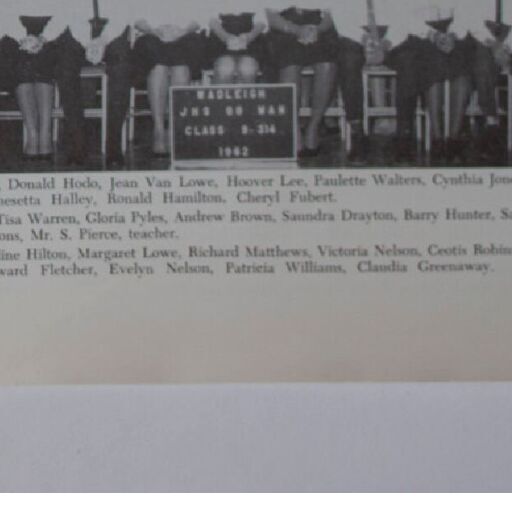 WADLEIGH
JHS 88 MAN
CLASS 9-314
1962
, Donald Hodo, Jean Van Lowe, Hoover Lee, Paulette Walters, Cynthia Jon
esetta Halley, Ronald Hamilton, Cheryl Fubert.
Tisa Warren, Gloria Pyles, Andrew Brown, Saundra Drayton, Barry Hunter, Sa
ons, Mr. S. Pierce, teacher.
line Hilton, Margaret Lowe, Richard Matthews, Victoria Nelson, Ceotis Robin
ward Fletcher, Evelyn Nelson, Patricia Williams, Claudia Greenaway.